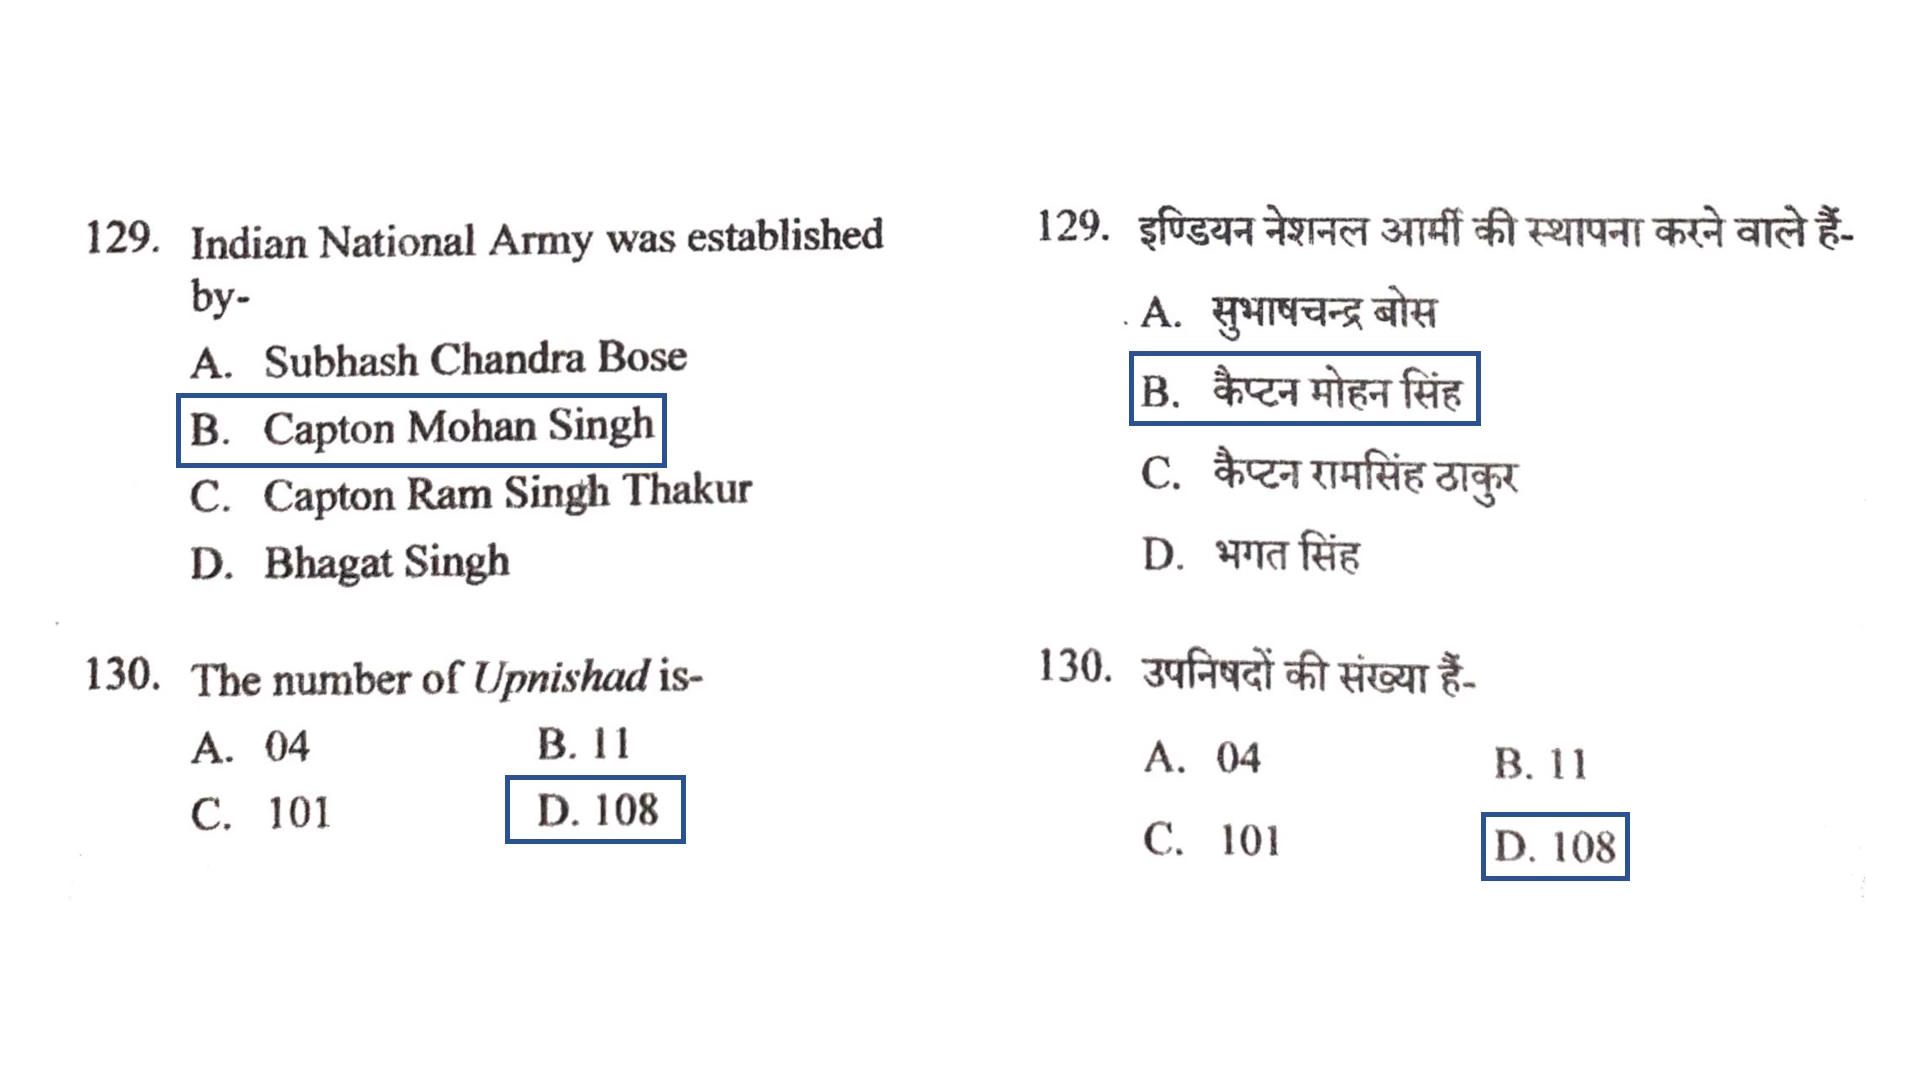 129. Indian National Army was established
by-
A. Subhash Chandra Bose
B. Capton Mohan Singh
C. Capton Ram Singh Thakur
D. Bhagat Singh
130. The number of Upnishad is-
A. 04 B. 11
C. 101 D. 108
129. इण्डियन नेशनल आर्मी की स्थापना करने वाले हैं-
A. सुभाषचन्द्र बोस
B. कैप्टन मोहन सिंह
C. कैप्टन रामसिंह ठाकुर
D. भगत सिंह
130. उपनिषदों की संख्या हैं-
A. 04 B. 11
C. 101 D. 108